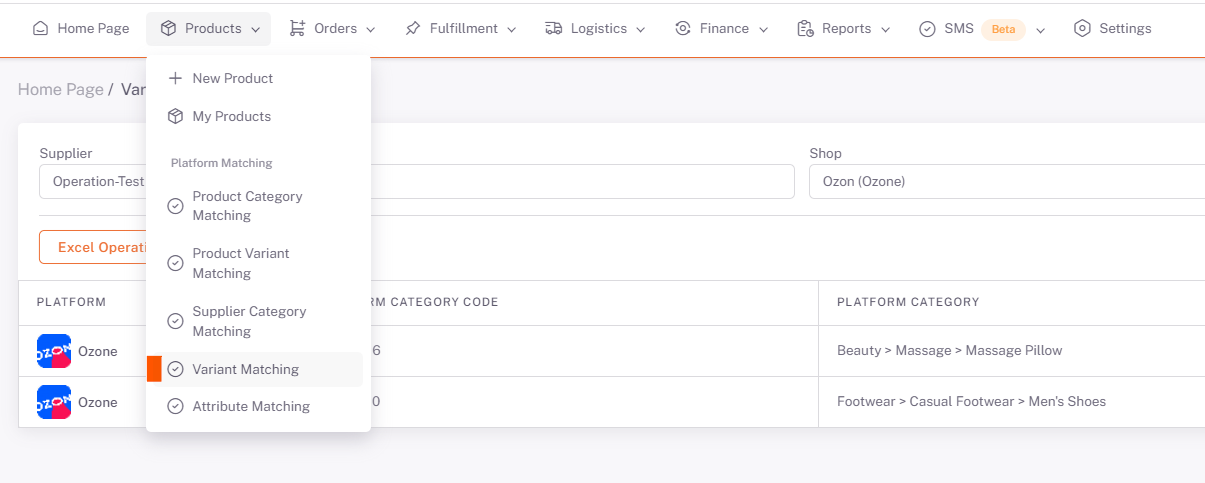 Home Page
Products
Orders
Fulfillment
Logistics
Finance
Reports
SMS
Beta
Settings
Home Page /
New Product
My Products
Platform Matching
Product Category
Matching
Product Variant
Matching
Supplier Category
Matching
Variant Matching
Attribute Matching
Supplier
Operation-Test
Shop
Ozon (Ozone)
Excel
PLATFORM
CATEGORY CODE
PLATFORM CATEGORY
OZON
Ozone
6
Beauty > Massage > Massage Pillow
OZON
Ozone
0
Footwear > Casual Footwear > Men's Shoes